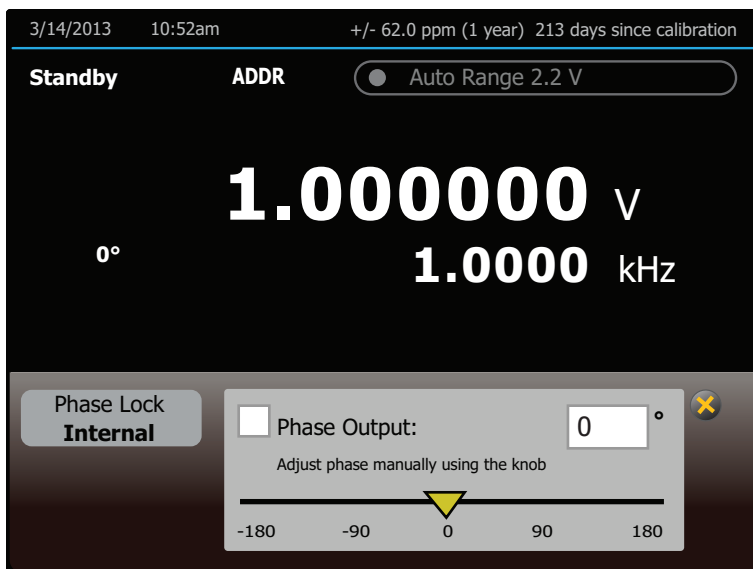 3/14/2013 10:52am +/- 62.0 ppm (1 year) 213 days since calibration
Standby ADDR Auto Range 2.2 V
1.000000 V
0° 1.0000 kHz
Phase Lock
Internal
Phase Output: 0 °
Adjust phase manually using the knob
-180 -90 0 90 180